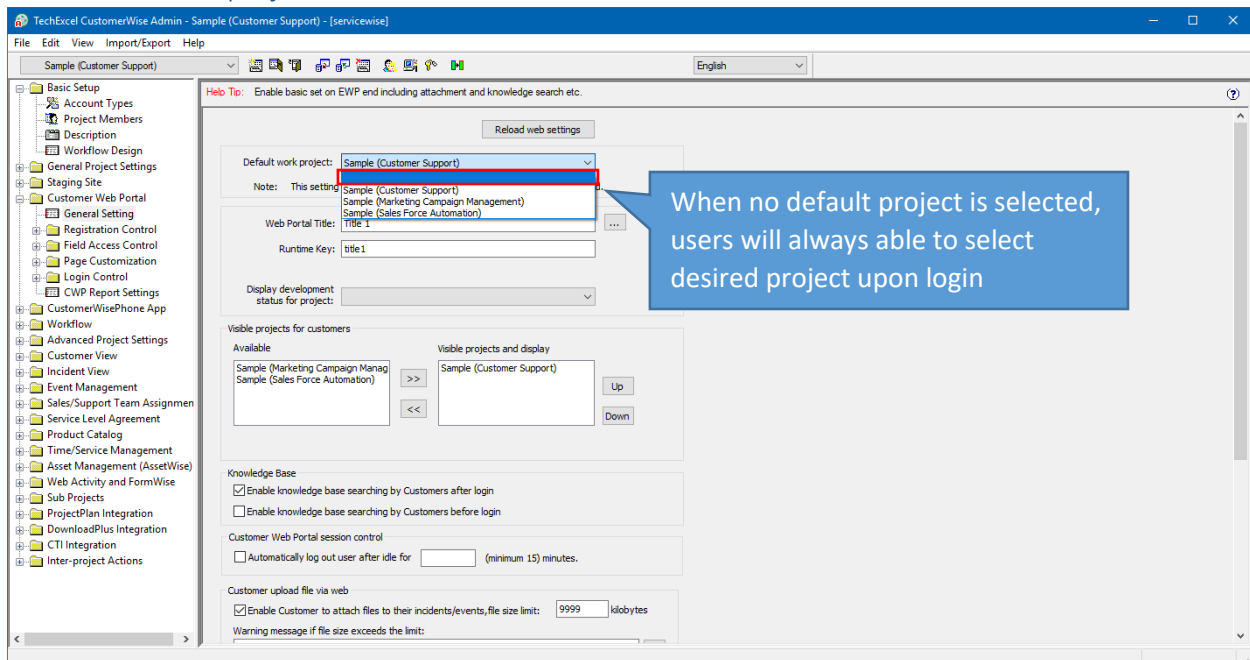 TechExcel CustomerWise Admin - Sample (Customer Support) - [servicewise]
File Edit View Import/Export Help
Sample (Customer Support)
English
Basic Setup
Account Types
Project Members
Description
Workflow Design
General Project Settings
Staging Site
Customer Web Portal
General Setting
Registration Control
Field Access Control
Page Customization
Login Control
CWP Report Settings
CustomerWisePhone App
Workflow
Advanced Project Settings
Customer View
Incident View
Event Management
Sales/Support Team Assignmen
Service Level Agreement
Product Catalog
Time/Service Management
Asset Management (AssetWise)
Web Activity and FormWise
Sub Projects
ProjectPlan Integration
DownloadPlus Integration
CTI Integration
Inter-project Actions
Help Tip: Enable basic set on EWP end including attachment and knowledge search etc.
Reload web settings
Default work project: Sample (Customer Support)
Note: This setting
Sample (Customer Support)
Sample (Marketing Campaign Management)
Sample (Sales Force Automation)
Web Portal Title: Title 1
...
Runtime Key: title1
Display development
status for project:
When no default project is selected,
users will always able to select
desired project upon login
Visible projects for customers
Available
Visible projects and display
Sample (Marketing Campaign Manag
Sample (Sales Force Automation)
>>
<<
Sample (Customer Support)
Up
Down
Knowledge Base
Enable knowledge base searching by Customers after login
Enable knowledge base searching by Customers before login
Customer Web Portal session control
Automatically log out user after idle for (minimum 15) minutes.
Customer upload file via web
Enable Customer to attach files to their incidents/events,file size limit: 9999 kilobytes
Warning message if file size exceeds the limit: